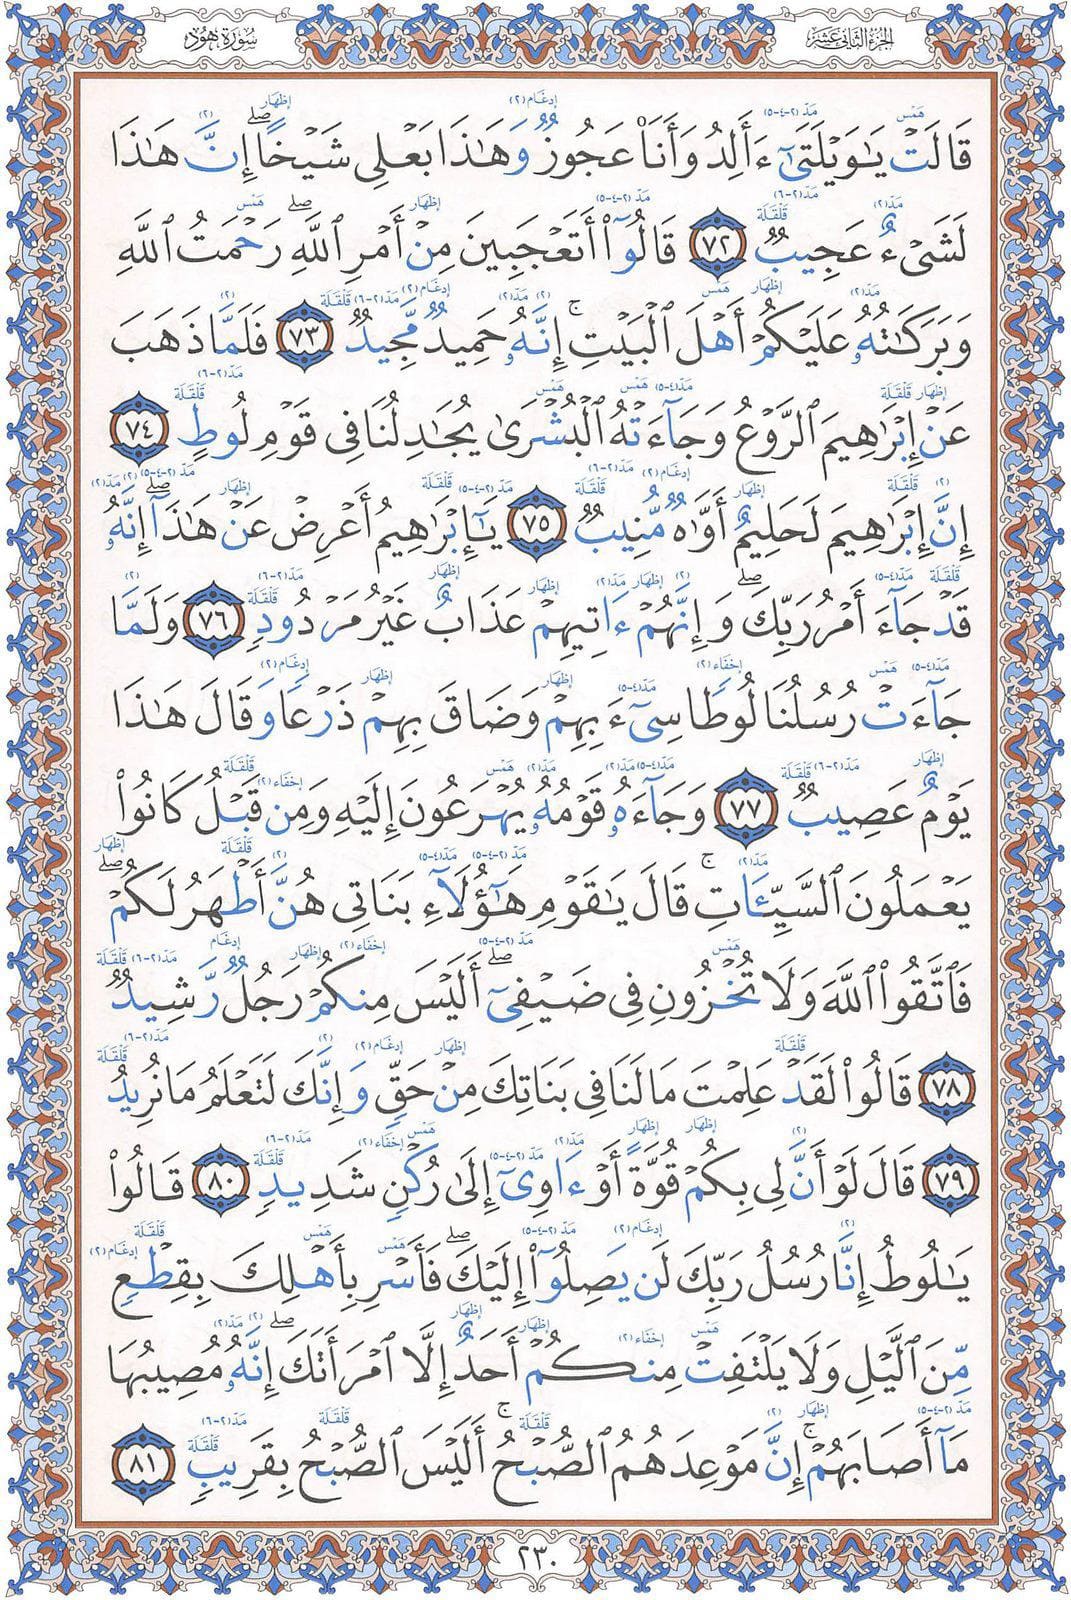 سورة هود
الجزء الثاني عشر
قَالَتْ يَٰوَيْلَتَىٰٓ ءَأَلِدُ وَأَنَا۠ عَجُوزٌ وَهَٰذَا بَعْلِى شَيْخًا ۖ إِنَّ هَٰذَا
لَشَىْءٌ عَجِيبٌ ٧٢ قَالُوٓا۟ أَتَعْجَبِينَ مِنْ أَمْرِ ٱللَّهِ ۖ رَحْمَتُ ٱللَّهِ
وَبَرَكَٰتُهُۥ عَلَيْكُمْ أَهْلَ ٱلْبَيْتِ ۚ إِنَّهُۥ حَمِيدٌ مَّجِيدٌ ٧٣ فَلَمَّا ذَهَبَ
عَنْ إِبْرَٰهِيمَ ٱلرَّوْعُ وَجَآءَتْهُ ٱلْبُشْرَىٰ يُجَٰدِلُنَا فِى قَوْمِ لُوطٍ ٧٤
إِنَّ إِبْرَٰهِيمَ لَحَلِيمٌ أَوَّٰهٌ مُّنِيبٌ ٧٥ يَٰٓإِبْرَٰهِيمُ أَعْرِضْ عَنْ هَٰذَآ ۖ إِنَّهُۥ
قَدْ جَآءَ أَمْرُ رَبِّكَ ۖ وَإِنَّهُمْ ءَاتِيهِمْ عَذَابٌ غَيْرُ مَرْدُودٍ ٧٦ وَلَمَّا
جَآءَتْ رُسُلُنَا لُوطًا سِىٓءَ بِهِمْ وَضَاقَ بِهِمْ ذَرْعًا وَقَالَ هَٰذَا
يَوْمٌ عَصِيبٌ ٧٧ وَجَآءَهُۥ قَوْمُهُۥ يُهْرَعُونَ إِلَيْهِ وَمِن قَبْلُ كَانُوا۟
يَعْمَلُونَ ٱلسَّيِّـَٔاتِ ۚ قَالَ يَٰقَوْمِ هَٰٓؤُلَآءِ بَنَاتِى هُنَّ أَطْهَرُ لَكُمْ ۖ
فَٱتَّقُوا۟ ٱللَّهَ وَلَا تُخْزُونِ فِى ضَيْفِىٓ ۖ أَلَيْسَ مِنكُمْ رَجُلٌ رَّشِيدٌ
٧٨ قَالُوا۟ لَقَدْ عَلِمْتَ مَا لَنَا فِى بَنَاتِكَ مِنْ حَقٍّ وَإِنَّكَ لَتَعْلَمُ مَا نُرِيدُ
٧٩ قَالَ لَوْ أَنَّ لِى بِكُمْ قُوَّةً أَوْ ءَاوِىٓ إِلَىٰ رُكْنٍ شَدِيدٍ ٨٠ قَالُوا۟
يَٰلُوطُ إِنَّا رُسُلُ رَبِّكَ لَن يَصِلُوٓا۟ إِلَيْكَ ۖ فَأَسْرِ بِأَهْلِكَ بِقِطْعٍ
مِّنَ ٱلَّيْلِ وَلَا يَلْتَفِتْ مِنكُمْ أَحَدٌ إِلَّا ٱمْرَأَتَكَ ۖ إِنَّهُۥ مُصِيبُهَا
مَآ أَصَابَهُمْ ۚ إِنَّ مَوْعِدَهُمُ ٱلصُّبْحُ ۚ أَلَيْسَ ٱلصُّبْحُ بِقَرِيبٍ ٨١
٢٣٠